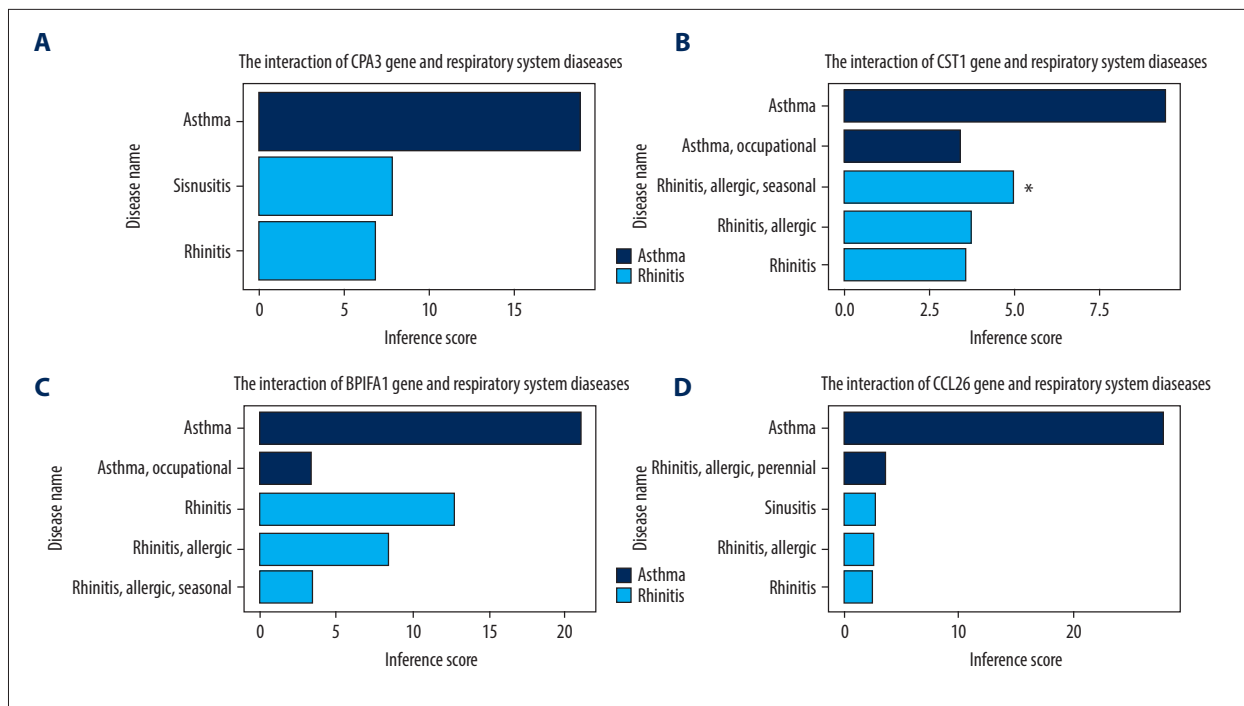 A
The interaction of CPA3 gene and respiratory system diaseases
Disease name
Asthma
Sisnusitis
Rhinitis
0 5 10 15
Inference score
Asthma
Rhinitis
B
The interaction of CST1 gene and respiratory system diaseases
Disease name
Asthma
Asthma, occupational
Rhinitis, allergic, seasonal
*
Rhinitis, allergic
Rhinitis
0.0 2.5 5.0 7.5
Inference score
C
The interaction of BPIFA1 gene and respiratory system diaseases
Disease name
Asthma
Asthma, occupational
Rhinitis
Rhinitis, allergic
Rhinitis, allergic, seasonal
0 5 10 15 20
Inference score
Asthma
Rhinitis
D
The interaction of CCL26 gene and respiratory system diaseases
Disease name
Asthma
Rhinitis, allergic, perennial
Sinusitis
Rhinitis, allergic
Rhinitis
0 10 20
Inference score